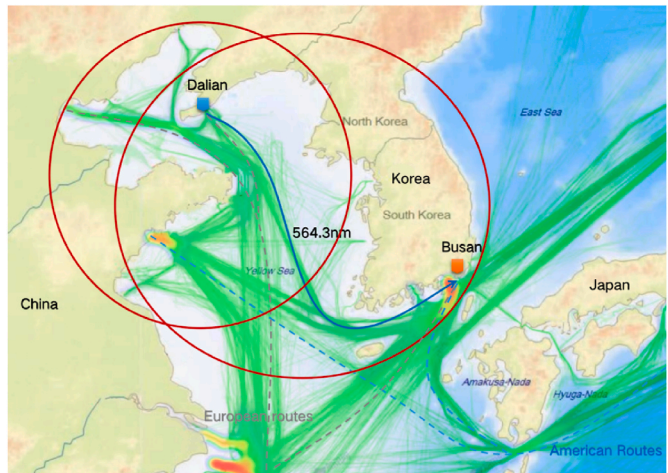 Dalian
East Sea
North Korea
Korea
South Korea
564.3nm
Busan
Yellow Sea
Japan
China
Amakusa-Nada
Hyuga-Nada
European routes
American Routes